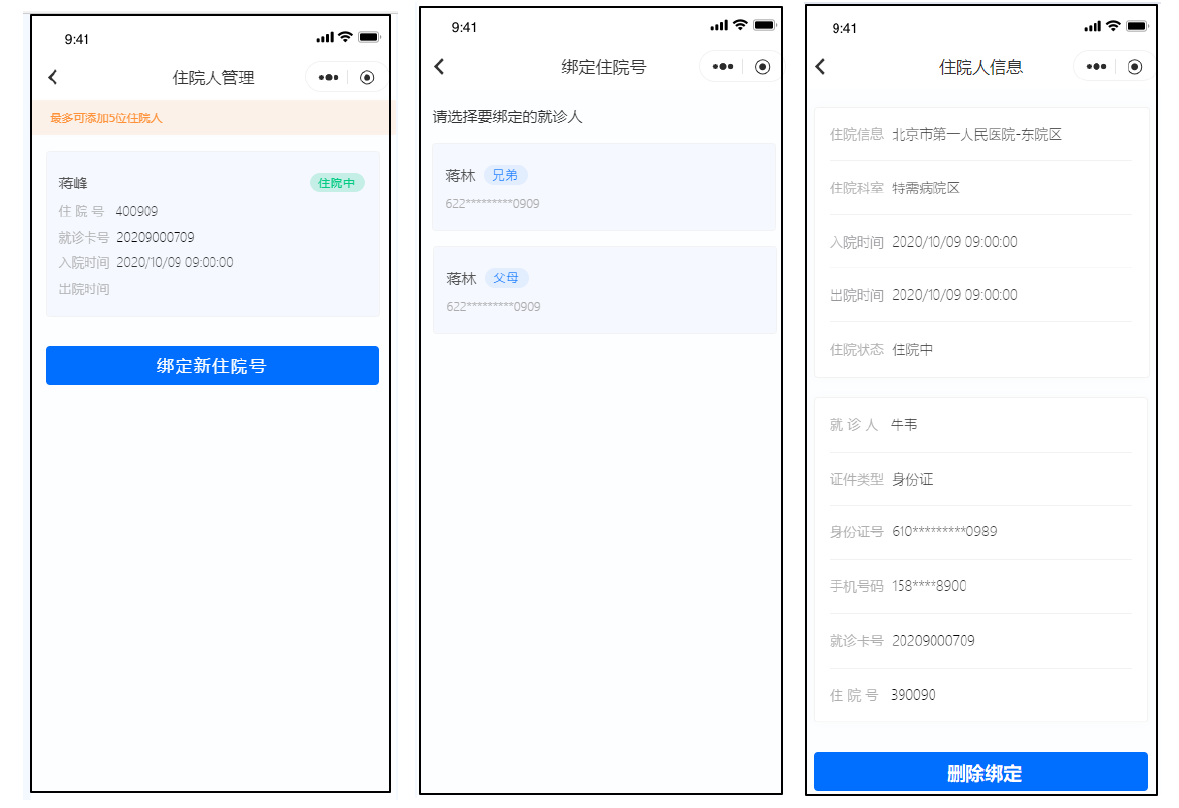 9:41
住院人管理
最多可添加5位住院人
蒋峰 住院中
住 院 号 400909
就诊卡号 20209000709
入院时间 2020/10/09 09:00:00
出院时间
绑定新住院号
9:41
绑定住院号
请选择要绑定的就诊人
蒋林 兄弟
622*********0909
蒋林 父母
622*********0909
9:41
住院人信息
住院信息 北京市第一人民医院-东院区
住院科室 特需病院区
入院时间 2020/10/09 09:00:00
出院时间 2020/10/09 09:00:00
住院状态 住院中
就 诊 人 牛韦
证件类型 身份证
身份证号 610*********0989
手机号码 158****8900
就诊卡号 20209000709
住 院 号 390090
删除绑定